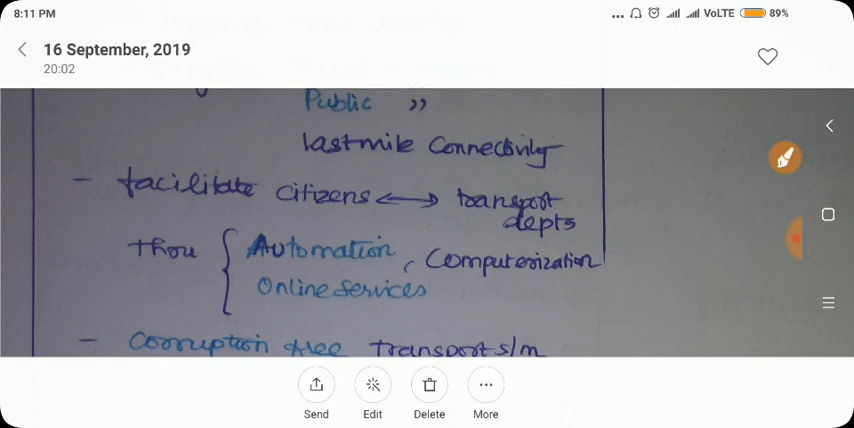 8:11 PM
... VoLTE 89%
16 September, 2019
20:02
Public ,,
lastmile Connectivity
- facilitate citizens <-> transport
depts
throu { Automation, Computerization
Online Services
- Corruption free transport s/m
Send Edit Delete More